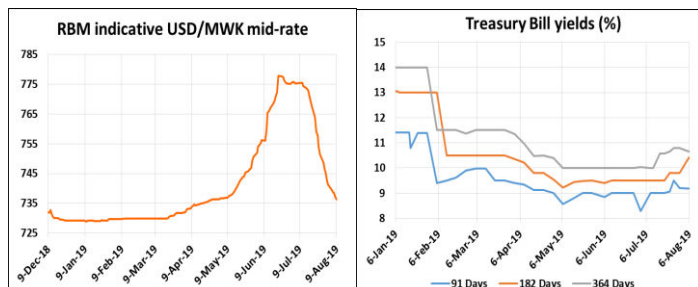 RBM indicative USD/MWK mid-rate
785
775
765
755
745
735
725
9-Dec-18
9-Jan-19
9-Feb-19
9-Mar-19
9-Apr-19
9-May-19
9-Jun-19
9-Jul-19
9-Aug-19
Treasury Bill yields (%)
15
14
13
12
11
10
9
8
6-Jan-19
6-Feb-19
6-Mar-19
6-Apr-19
6-May-19
6-Jun-19
6-Jul-19
6-Aug-19
91 Days
182 Days
364 Days